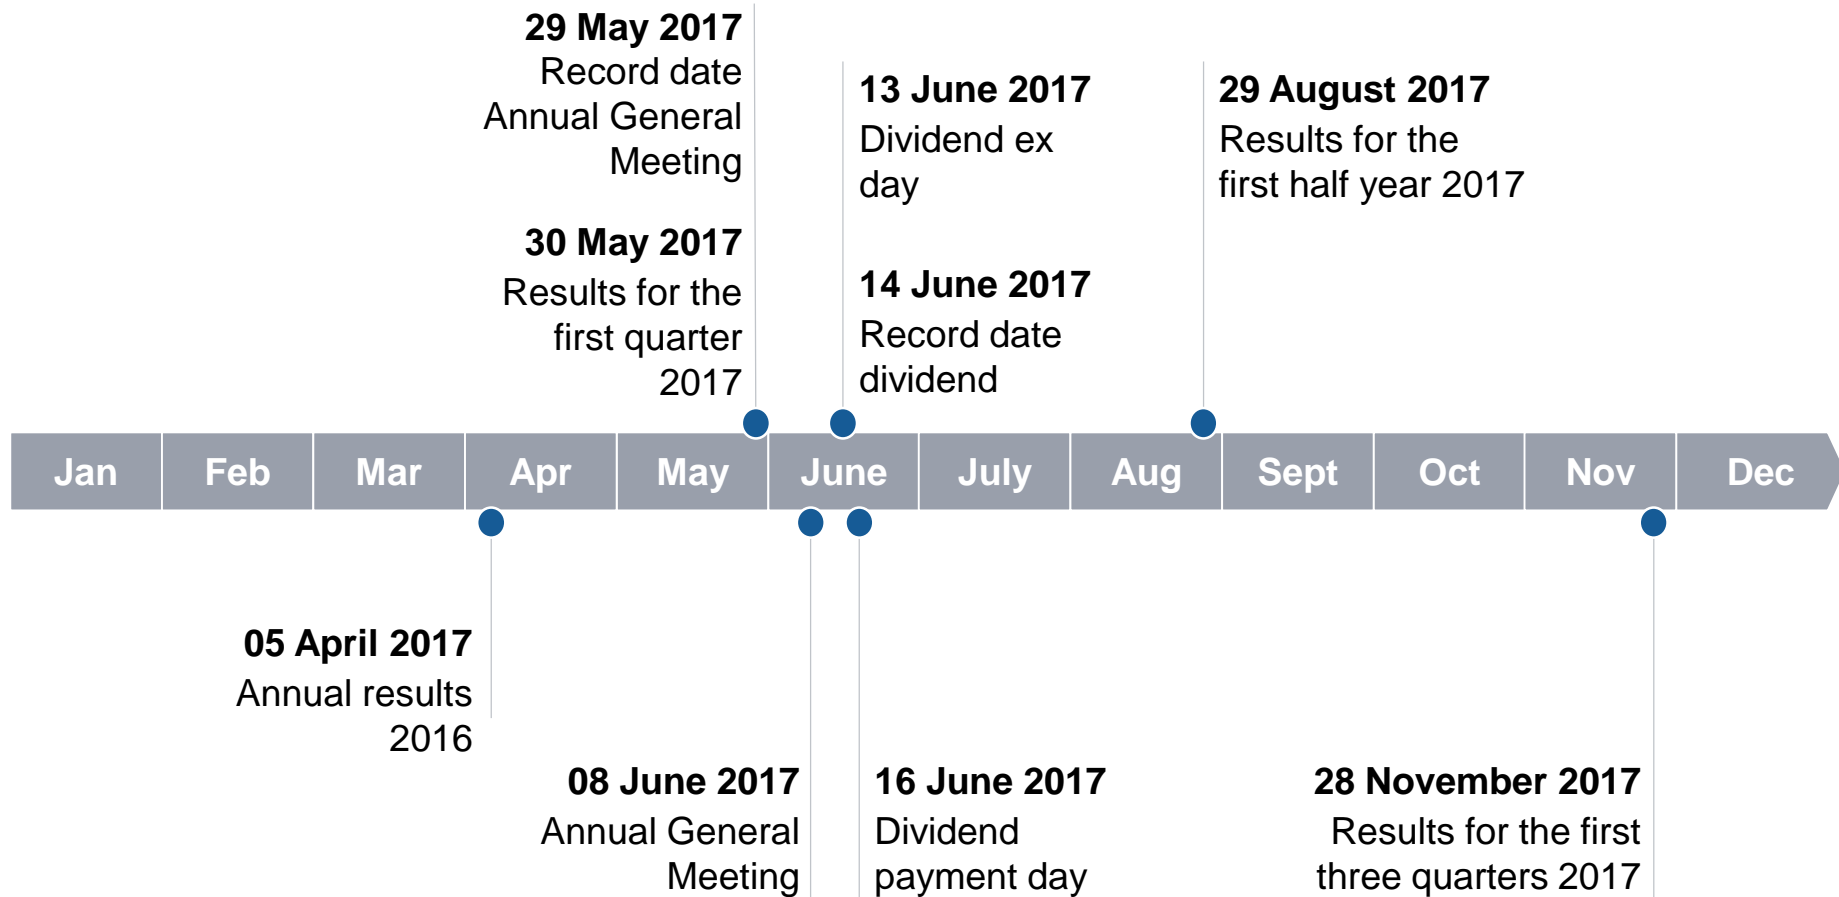 29 May 2017
Record date
Annual General
Meeting
30 May 2017
Results for the
first quarter
2017
13 June 2017
Dividend ex
day
14 June 2017
Record date
dividend
29 August 2017
Results for the
first half year 2017
Jan Feb Mar Apr May June July Aug Sept Oct Nov Dec
05 April 2017
Annual results
2016
08 June 2017
Annual General
Meeting
16 June 2017
Dividend
payment day
28 November 2017
Results for the first
three quarters 2017